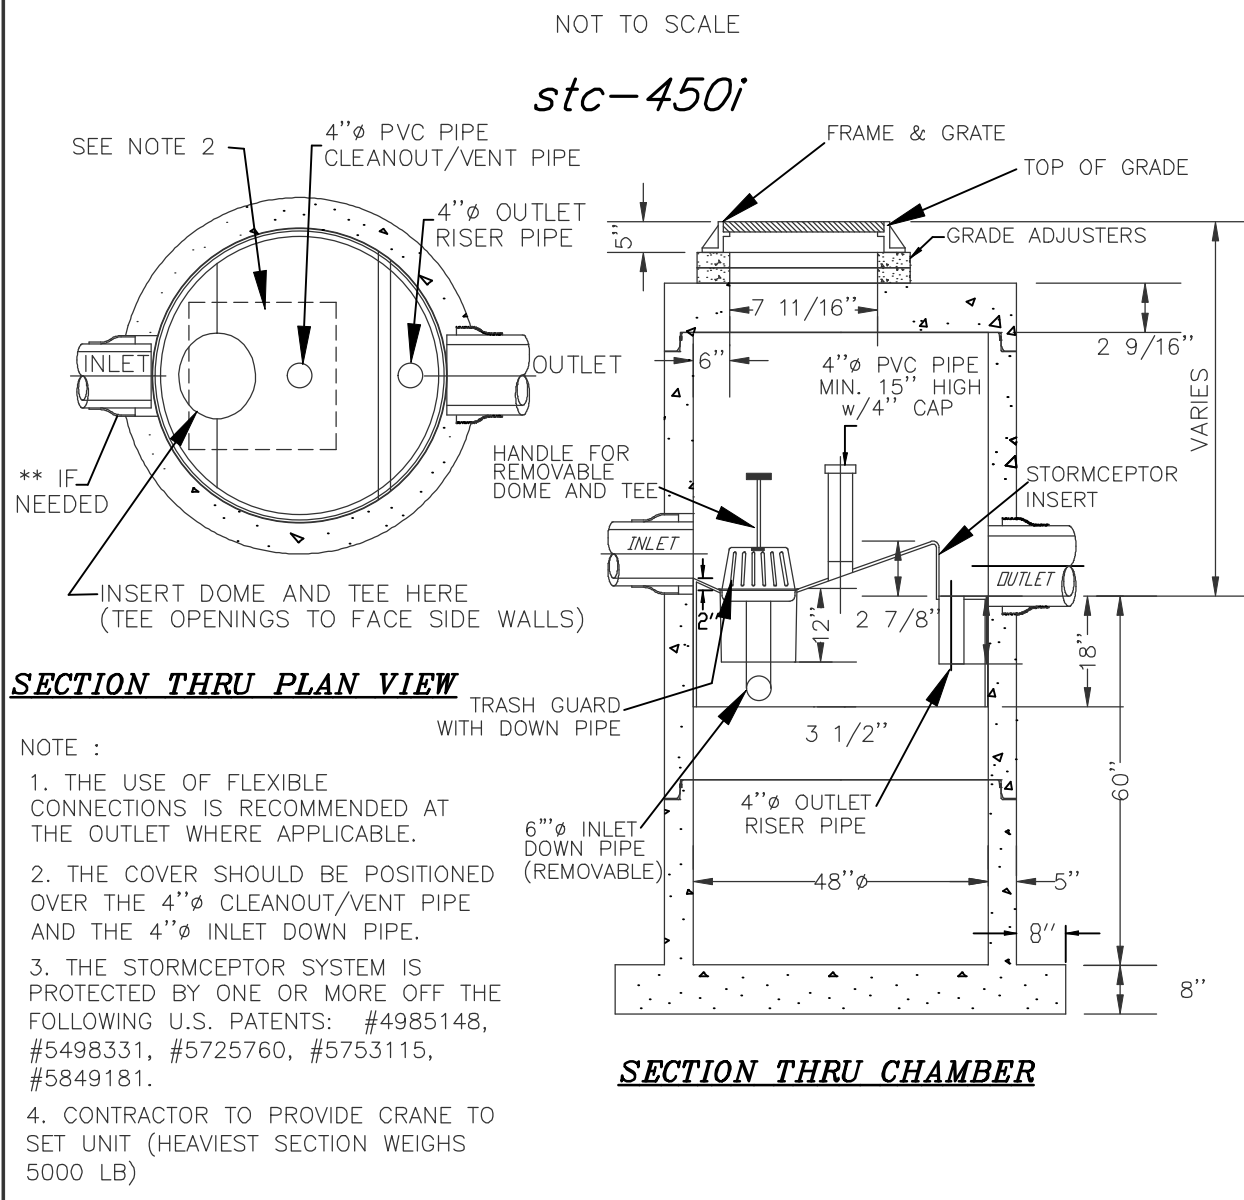 NOT TO SCALE
stc-450i
SEE NOTE 2
4''ø PVC PIPE
CLEANOUT/VENT PIPE
4''ø OUTLET
RISER PIPE
INLET
OUTLET
** IF
NEEDED
INSERT DOME AND TEE HERE
(TEE OPENINGS TO FACE SIDE WALLS)
SECTION THRU PLAN VIEW
FRAME & GRATE
TOP OF GRADE
GRADE ADJUSTERS
5''
7 11/16''
6''
2 9/16''
VARIES
4''ø PVC PIPE
MIN. 15'' HIGH
w/4'' CAP
HANDLE FOR
REMOVABLE
DOME AND TEE
STORMCEPTOR
INSERT
INLET
OUTLET
2''
12''
2 7/8''
18''
TRASH GUARD
WITH DOWN PIPE
3 1/2''
60''
4''ø OUTLET
RISER PIPE
6'''ø INLET
DOWN PIPE
(REMOVABLE)
48''ø
5''
8''
8''
SECTION THRU CHAMBER
NOTE :
1. THE USE OF FLEXIBLE
CONNECTIONS IS RECOMMENDED AT
THE OUTLET WHERE APPLICABLE.
2. THE COVER SHOULD BE POSITIONED
OVER THE 4''ø CLEANOUT/VENT PIPE
AND THE 4''ø INLET DOWN PIPE.
3. THE STORMCEPTOR SYSTEM IS
PROTECTED BY ONE OR MORE OFF THE
FOLLOWING U.S. PATENTS: #4985148,
#5498331, #5725760, #5753115,
#5849181.
4. CONTRACTOR TO PROVIDE CRANE TO
SET UNIT (HEAVIEST SECTION WEIGHS
5000 LB)